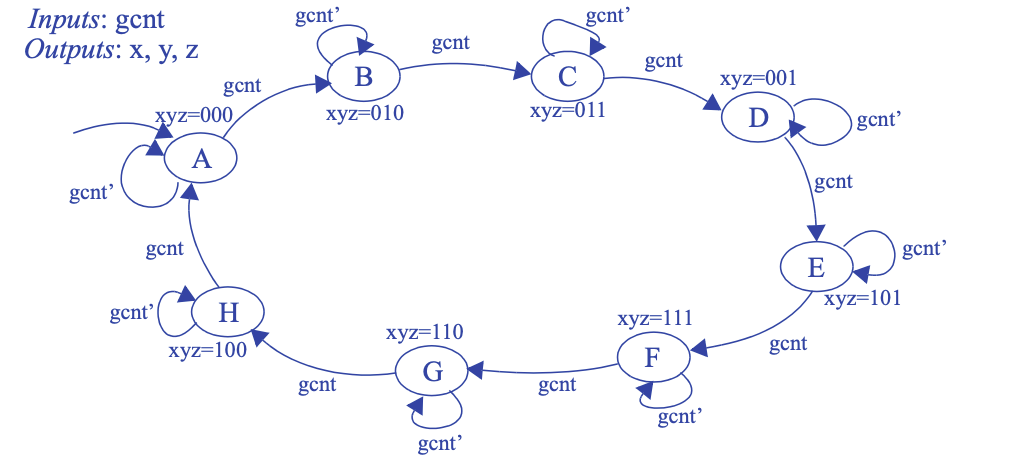 Inputs: gcnt
Outputs: x, y, z
gcnt’
B
xyz=010
gcnt
gcnt’
C
xyz=011
gcnt
xyz=001
D
gcnt’
gcnt
xyz=000
A
gcnt’
gcnt
gcnt
E
gcnt’
xyz=101
gcnt
H
gcnt’
xyz=100
xyz=111
F
gcnt’
gcnt
xyz=110
G
gcnt’
gcnt